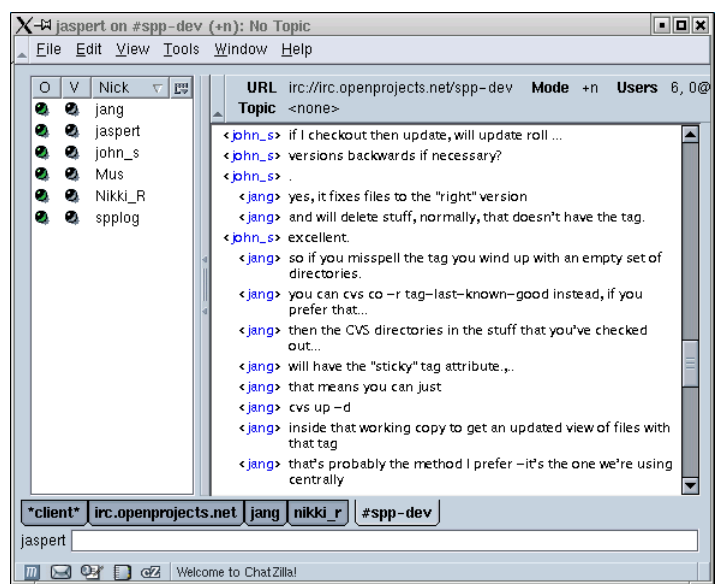 jaspert on #spp-dev (+n): No Topic
File Edit View Tools Window Help
O V Nick
jang
jaspert
john_s
Mus
Nikki_R
spplog
URL irc://irc.openprojects.net/spp-dev Mode +n Users 6, 0@
Topic <none>
<john_s> if I checkout then update, will update roll ...
<john_s> versions backwards if necessary?
<john_s> .
<jang> yes, it fixes files to the "right" version
<jang> and will delete stuff, normally, that doesn't have the tag.
<john_s> excellent.
<jang> so if you misspell the tag you wind up with an empty set of
directories.
<jang> you can cvs co -r tag-last-known-good instead, if you
prefer that...
<jang> then the CVS directories in the stuff that you've checked
out...
<jang> will have the "sticky" tag attribute.,..
<jang> that means you can just
<jang> cvs up -d
<jang> inside that working copy to get an updated view of files with
that tag
<jang> that's probably the method I prefer -it's the one we're using
centrally
*client* irc.openprojects.net jang nikki_r #spp-dev
jaspert
Welcome to ChatZilla!